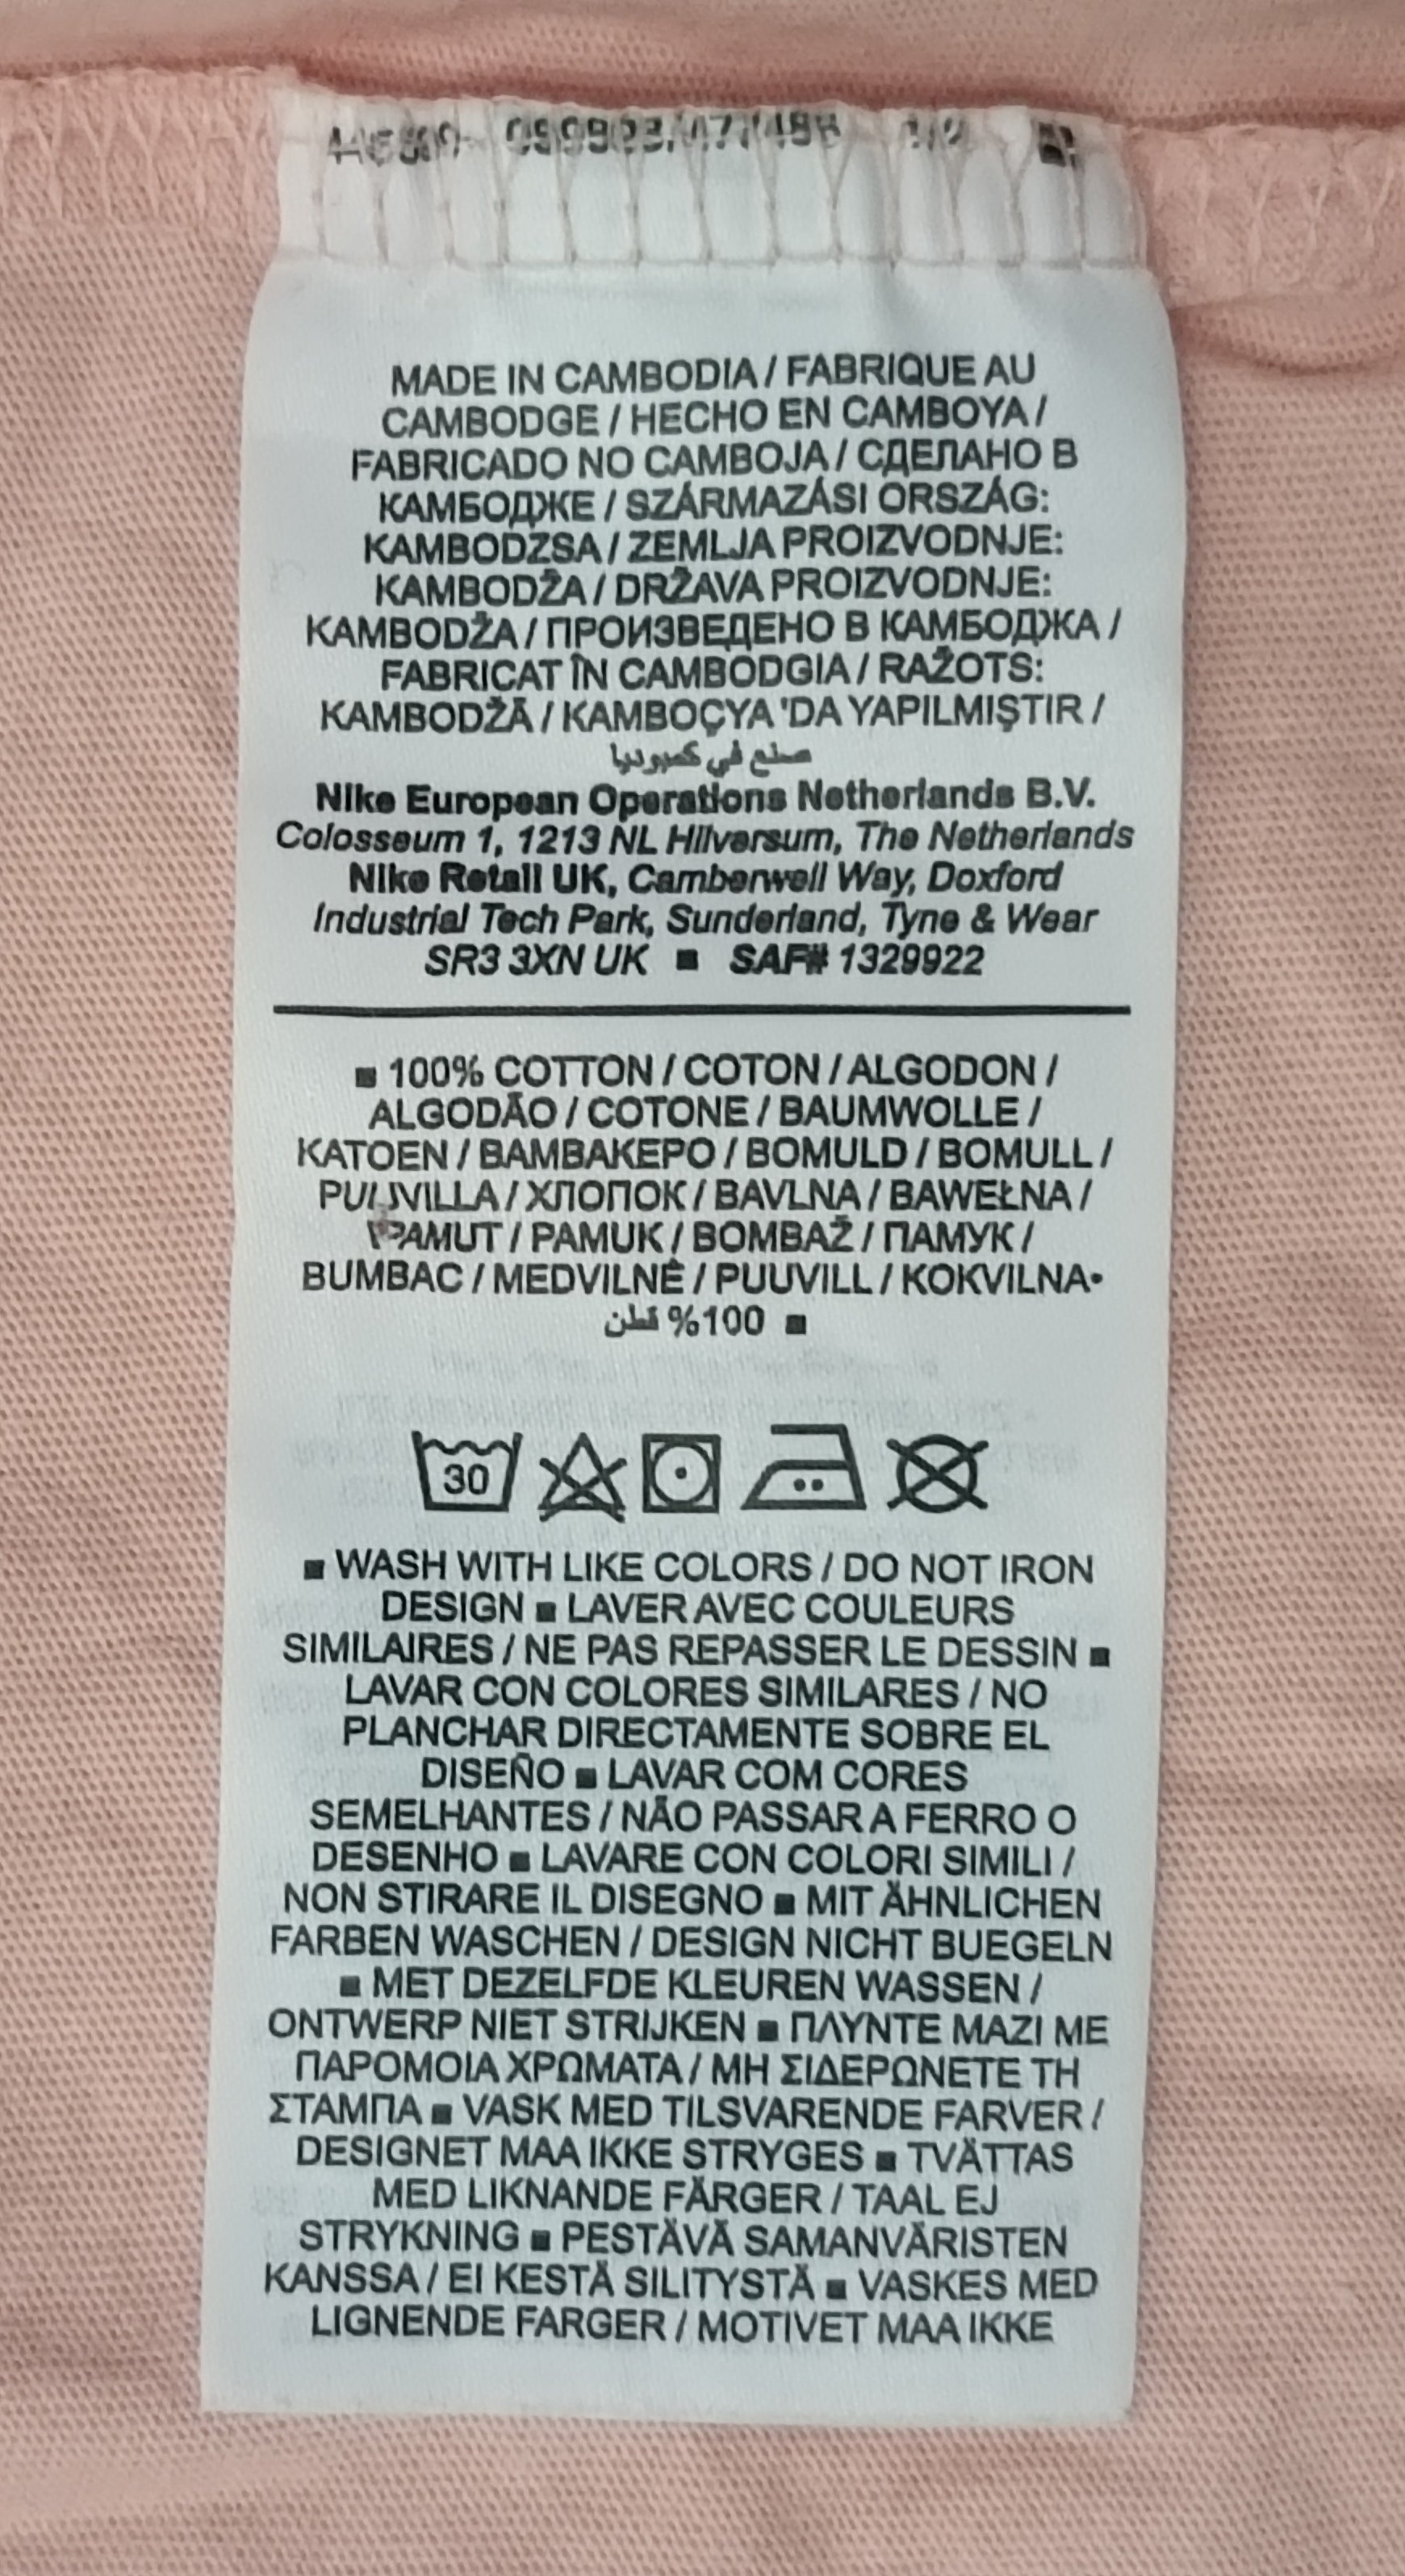 MADE IN CAMBODIA / FABRIQUE AU
CAMBODGE / HECHO EN CAMBOYA /
FABRICADO NO CAMBOJA / СДЕЛАНО В
КАМБОДЖЕ / SZÁRMAZÁSI ORSZÁG:
KAMBODZSA / ZEMLJA PROIZVODNJE:
KAMBODŽA / DRŽAVA PROIZVODNJE:
KAMBODŽA / ПРОИЗВЕДЕНО В КАМБОДЖА /
FABRICAT ÎN CAMBODGIA / RAŽOTS:
KAMBODŽĀ / KAMBOÇYA 'DA YAPILMIŞTIR /
صنع في كمبوديا
Nike European Operations Netherlands B.V.
Colosseum 1, 1213 NL Hilversum, The Netherlands
Nike Retail UK, Camberwell Way, Doxford
Industrial Tech Park, Sunderland, Tyne & Wear
SR3 3XN UK ■ SAF# 1329922
■ 100% COTTON / COTON / ALGODON /
ALGODÃO / COTONE / BAUMWOLLE /
KATOEN / ΒΑΜΒΑΚΕΡΟ / BOMULD / BOMULL /
PUUVILLA / ХЛОПОК / BAVLNA / BAWEŁNA /
PAMUT / PAMUK / BOMBAŽ / ПАМУК /
BUMBAC / MEDVILNĖ / PUUVILL / KOKVILNA•
100% قطن ■
30
■ WASH WITH LIKE COLORS / DO NOT IRON
DESIGN ■ LAVER AVEC COULEURS
SIMILAIRES / NE PAS REPASSER LE DESSIN ■
LAVAR CON COLORES SIMILARES / NO
PLANCHAR DIRECTAMENTE SOBRE EL
DISEÑO ■ LAVAR COM CORES
SEMELHANTES / NÃO PASSAR A FERRO O
DESENHO ■ LAVARE CON COLORI SIMILI /
NON STIRARE IL DISEGNO ■ MIT ÄHNLICHEN
FARBEN WASCHEN / DESIGN NICHT BUEGELN
■ MET DEZELFDE KLEUREN WASSEN /
ONTWERP NIET STRIJKEN ■ ΠΛΥΝΤΕ ΜΑΖΙ ΜΕ
ΠΑΡΟΜΟΙΑ ΧΡΩΜΑΤΑ / ΜΗ ΣΙΔΕΡΩΝΕΤΕ ΤΗ
ΣΤΑΜΠΑ ■ VASK MED TILSVARENDE FARVER /
DESIGNET MAA IKKE STRYGES ■ TVÄTTAS
MED LIKNANDE FÄRGER / TAAL EJ
STRYKNING ■ PESTÄVÄ SAMANVÄRISTEN
KANSSA / EI KESTÄ SILITYSTÄ ■ VASKES MED
LIGNENDE FARGER / MOTIVET MAA IKKE